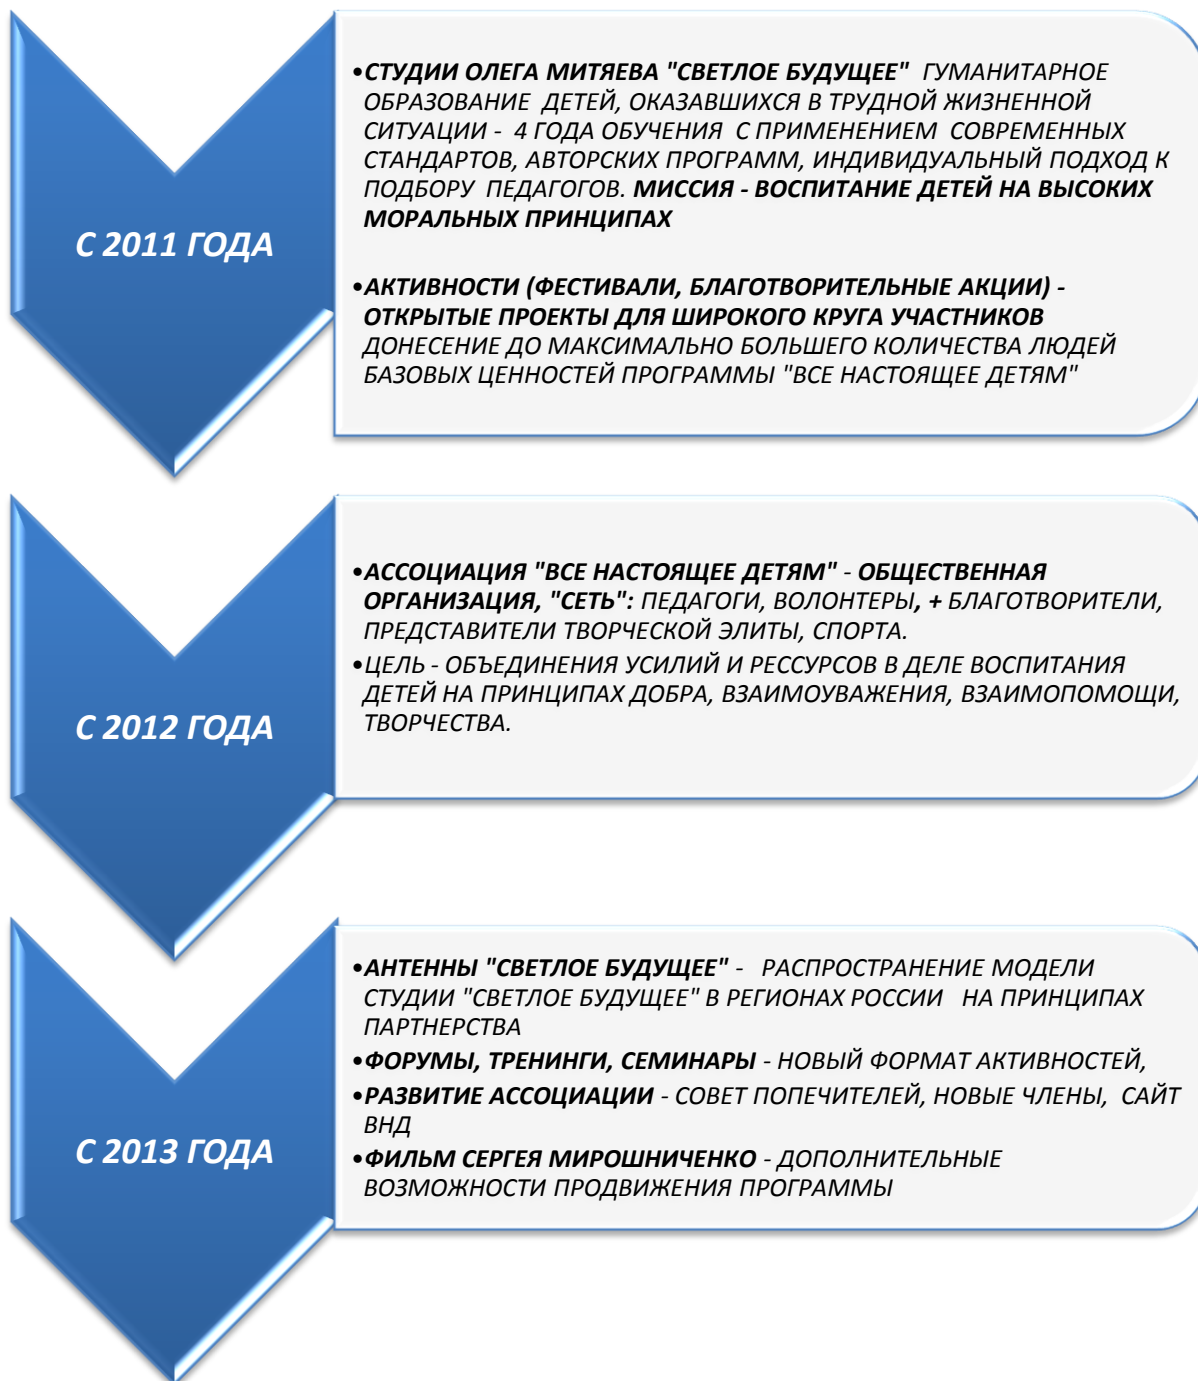 С 2011 ГОДА
•СТУДИИ ОЛЕГА МИТЯЕВА "СВЕТЛОЕ БУДУЩЕЕ" ГУМАНИТАРНОЕ
ОБРАЗОВАНИЕ ДЕТЕЙ, ОКАЗАВШИХСЯ В ТРУДНОЙ ЖИЗНЕННОЙ
СИТУАЦИИ - 4 ГОДА ОБУЧЕНИЯ С ПРИМЕНЕНИЕМ СОВРЕМЕННЫХ
СТАНДАРТОВ, АВТОРСКИХ ПРОГРАММ, ИНДИВИДУАЛЬНЫЙ ПОДХОД К
ПОДБОРУ ПЕДАГОГОВ. МИССИЯ - ВОСПИТАНИЕ ДЕТЕЙ НА ВЫСОКИХ
МОРАЛЬНЫХ ПРИНЦИПАХ
•АКТИВНОСТИ (ФЕСТИВАЛИ, БЛАГОТВОРИТЕЛЬНЫЕ АКЦИИ) -
ОТКРЫТЫЕ ПРОЕКТЫ ДЛЯ ШИРОКОГО КРУГА УЧАСТНИКОВ
ДОНЕСЕНИЕ ДО МАКСИМАЛЬНО БОЛЬШЕГО КОЛИЧЕСТВА ЛЮДЕЙ
БАЗОВЫХ ЦЕННОСТЕЙ ПРОГРАММЫ "ВСЕ НАСТОЯЩЕЕ ДЕТЯМ"
С 2012 ГОДА
•АССОЦИАЦИЯ "ВСЕ НАСТОЯЩЕЕ ДЕТЯМ" - ОБЩЕСТВЕННАЯ
ОРГАНИЗАЦИЯ, "СЕТЬ": ПЕДАГОГИ, ВОЛОНТЕРЫ, + БЛАГОТВОРИТЕЛИ,
ПРЕДСТАВИТЕЛИ ТВОРЧЕСКОЙ ЭЛИТЫ, СПОРТА.
•ЦЕЛЬ - ОБЪЕДИНЕНИЯ УСИЛИЙ И РЕССУРСОВ В ДЕЛЕ ВОСПИТАНИЯ
ДЕТЕЙ НА ПРИНЦИПАХ ДОБРА, ВЗАИМОУВАЖЕНИЯ, ВЗАИМОПОМОЩИ,
ТВОРЧЕСТВА.
С 2013 ГОДА
•АНТЕННЫ "СВЕТЛОЕ БУДУЩЕЕ" - РАСПРОСТРАНЕНИЕ МОДЕЛИ
СТУДИИ "СВЕТЛОЕ БУДУЩЕЕ" В РЕГИОНАХ РОССИИ НА ПРИНЦИПАХ
ПАРТНЕРСТВА
•ФОРУМЫ, ТРЕНИНГИ, СЕМИНАРЫ - НОВЫЙ ФОРМАТ АКТИВНОСТЕЙ,
•РАЗВИТИЕ АССОЦИАЦИИ - СОВЕТ ПОПЕЧИТЕЛЕЙ, НОВЫЕ ЧЛЕНЫ, САЙТ
ВНД
•ФИЛЬМ СЕРГЕЯ МИРОШНИЧЕНКО - ДОПОЛНИТЕЛЬНЫЕ
ВОЗМОЖНОСТИ ПРОДВИЖЕНИЯ ПРОГРАММЫ